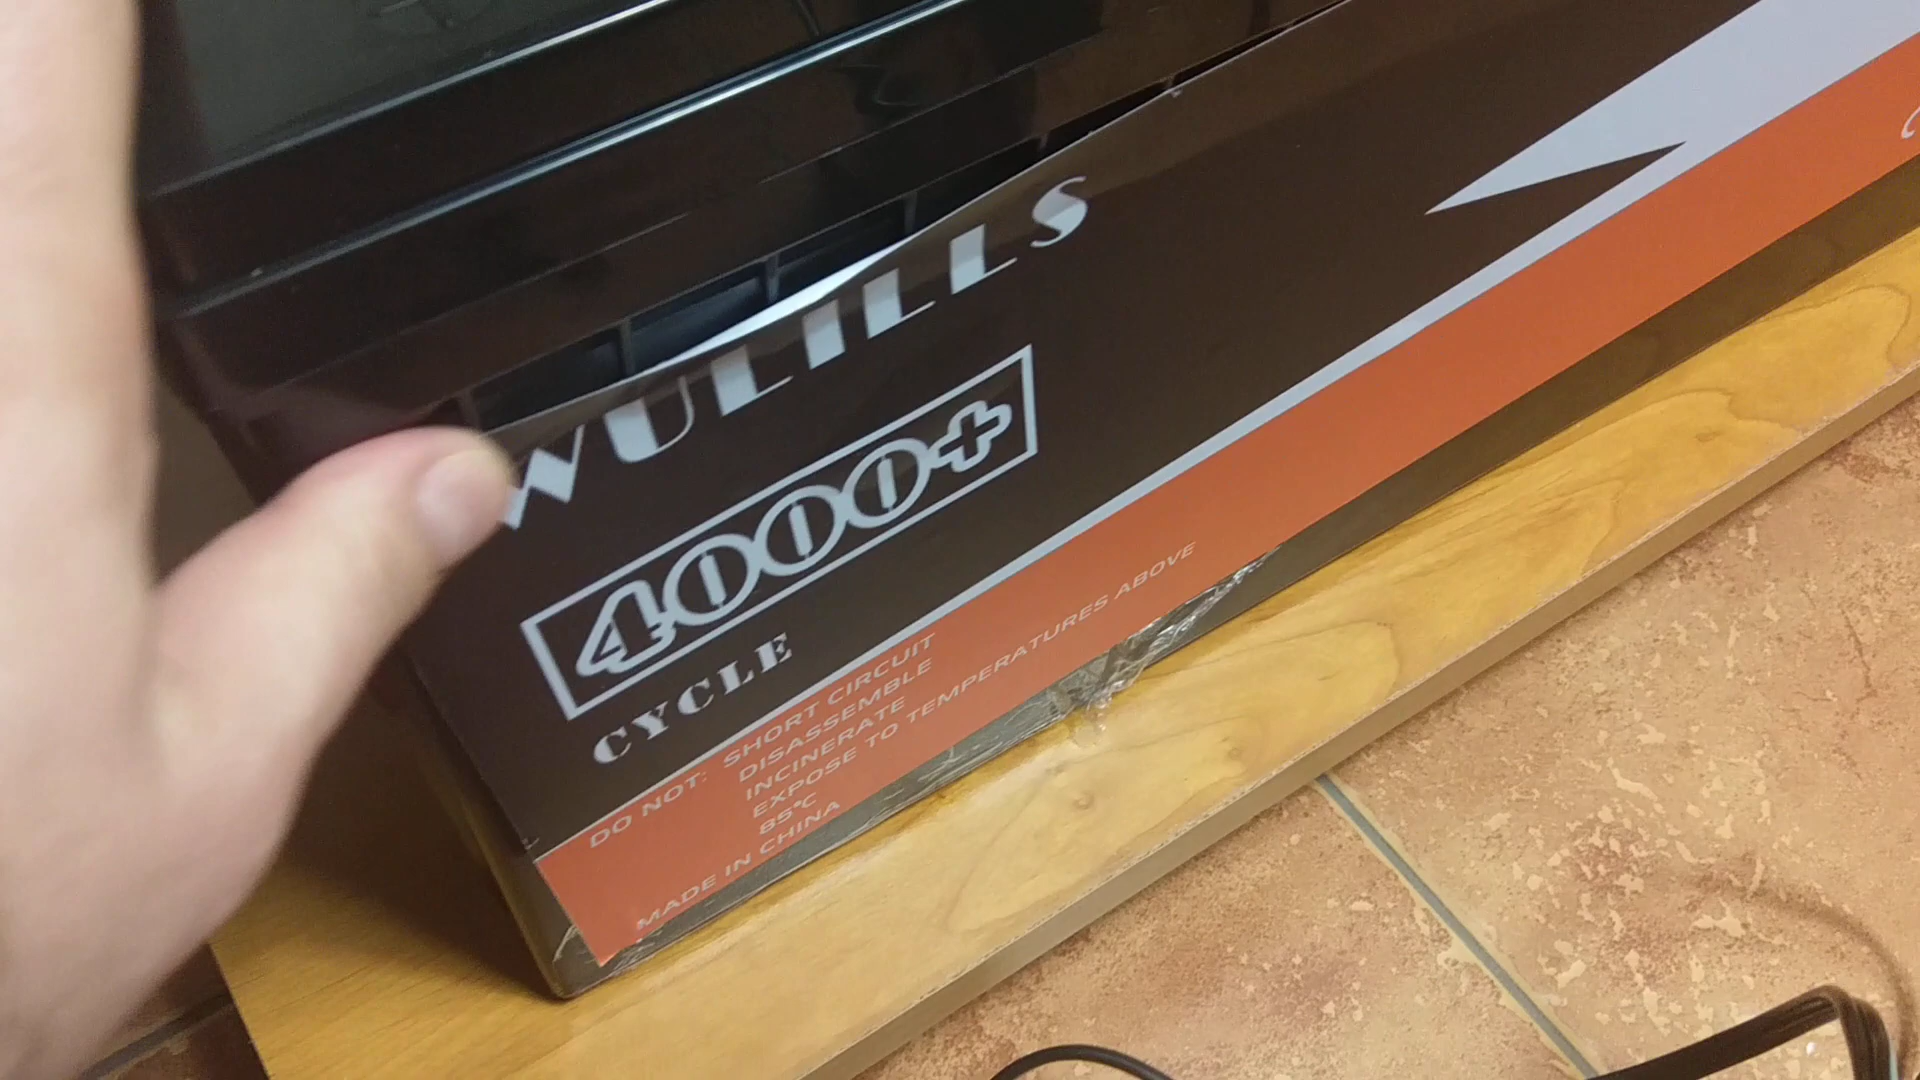 WULILLS
4000+
CYCLE
DO NOT: SHORT CIRCUIT
DISASSEMBLE
INCINERATE
EXPOSE TO TEMPERATURES ABOVE
85°C
MADE IN CHINA